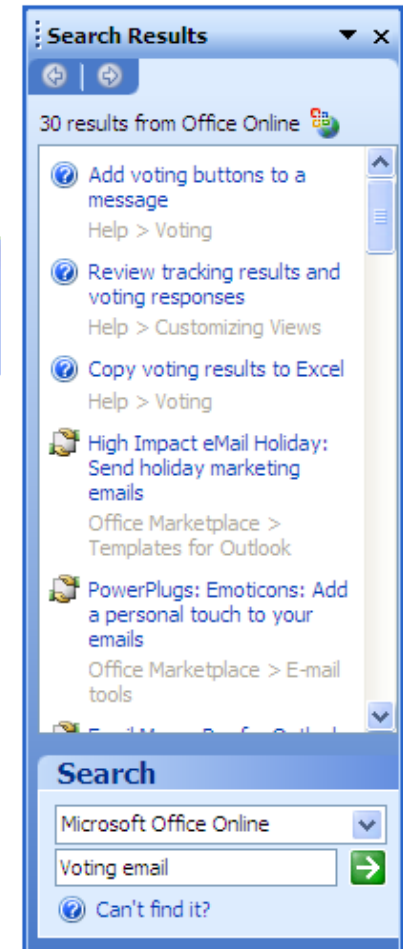 Search Results
30 results from Office Online
Add voting buttons to a
message
Help > Voting
Review tracking results and
voting responses
Help > Customizing Views
Copy voting results to Excel
Help > Voting
High Impact eMail Holiday:
Send holiday marketing
emails
Office Marketplace >
Templates for Outlook
PowerPlugs: Emoticons: Add
a personal touch to your
emails
Office Marketplace > E-mail
tools
Search
Microsoft Office Online
Voting email
Can't find it?